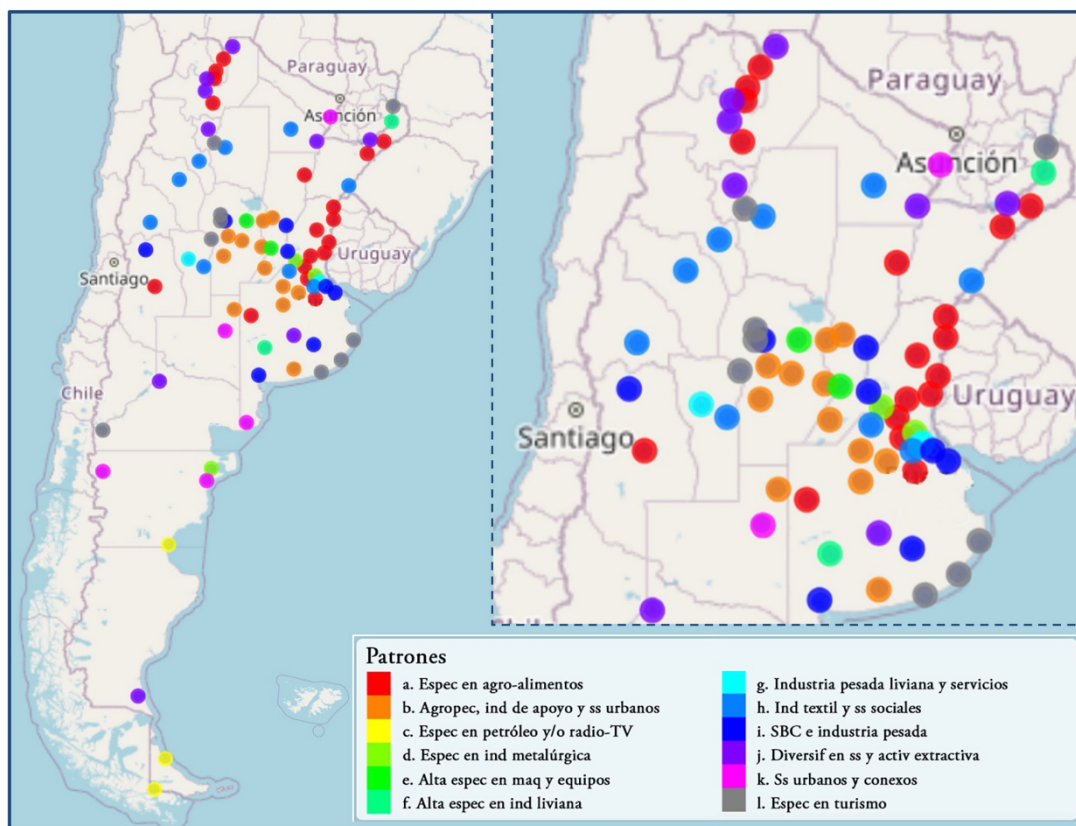 Paraguay
Asunción
Uruguay
Santiago
Chile
Paraguay
Asunción
Uruguay
Santiago
Patrones
a. Espec en agro-alimentos
b. Agropec, ind de apoyo y ss urbanos
c. Espec en petróleo y/o radio-TV
d. Espec en ind metalúrgica
e. Alta espec en maq y equipos
f. Alta espec en ind liviana
g. Industria pesada liviana y servicios
h. Ind textil y ss sociales
i. SBC e industria pesada
j. Diversif en ss y activ extractiva
k. Ss urbanos y conexos
l. Espec en turismo